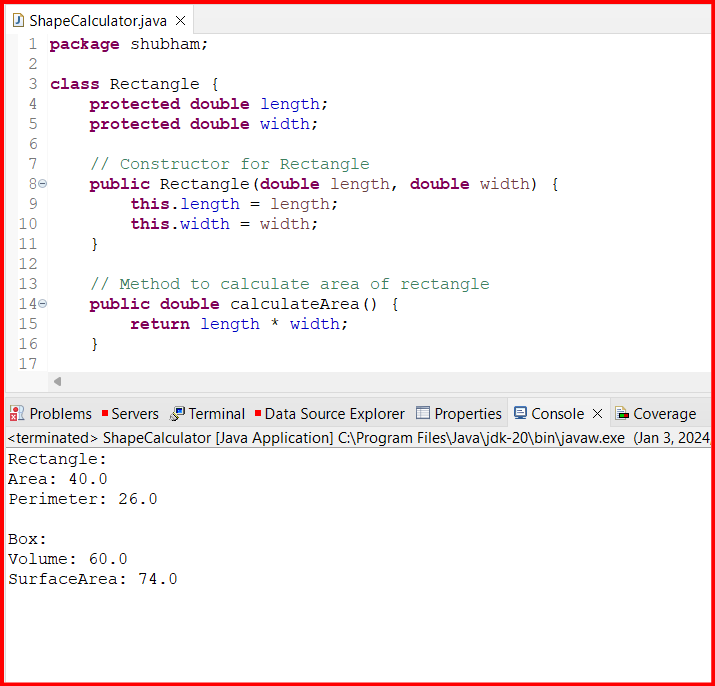 ShapeCalculator.java
1 package shubham;
2
3 class Rectangle {
4     protected double length;
5     protected double width;
6
7     // Constructor for Rectangle
8     public Rectangle(double length, double width) {
9         this.length = length;
10         this.width = width;
11     }
12
13     // Method to calculate area of rectangle
14     public double calculateArea() {
15         return length * width;
16     }
17
Problems Servers Terminal Data Source Explorer Properties Console Coverage
<terminated> ShapeCalculator [Java Application] C:\Program Files\Java\jdk-20\bin\javaw.exe (Jan 3, 2024,
Rectangle:
Area: 40.0
Perimeter: 26.0

Box:
Volume: 60.0
SurfaceArea: 74.0